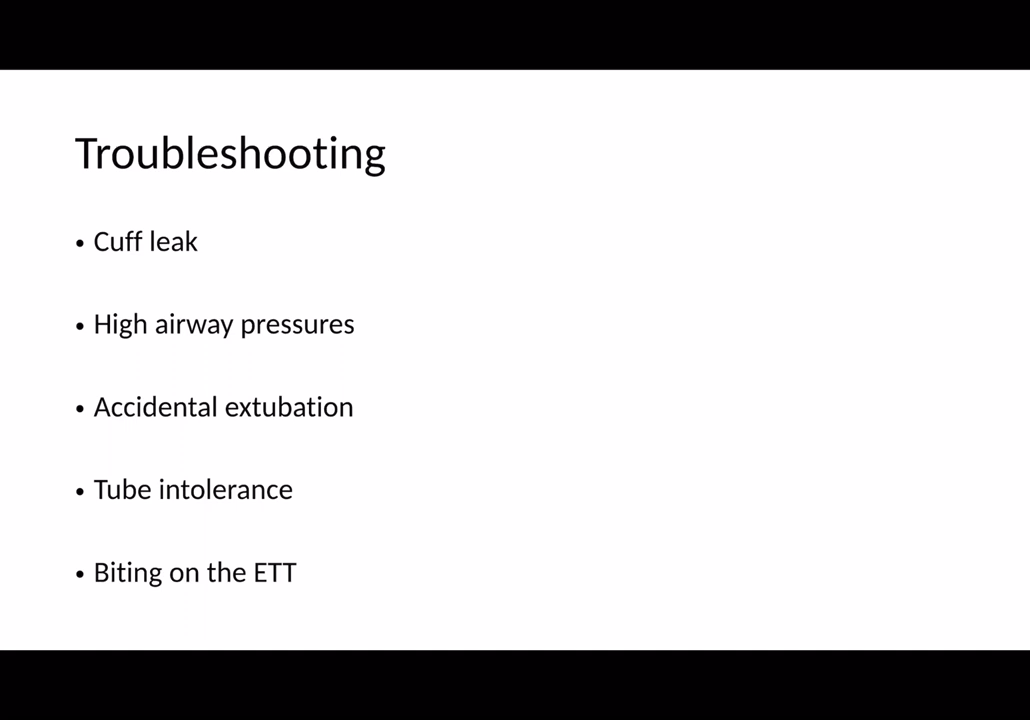 Troubleshooting
• Cuff leak
• High airway pressures
• Accidental extubation
• Tube intolerance
• Biting on the ETT